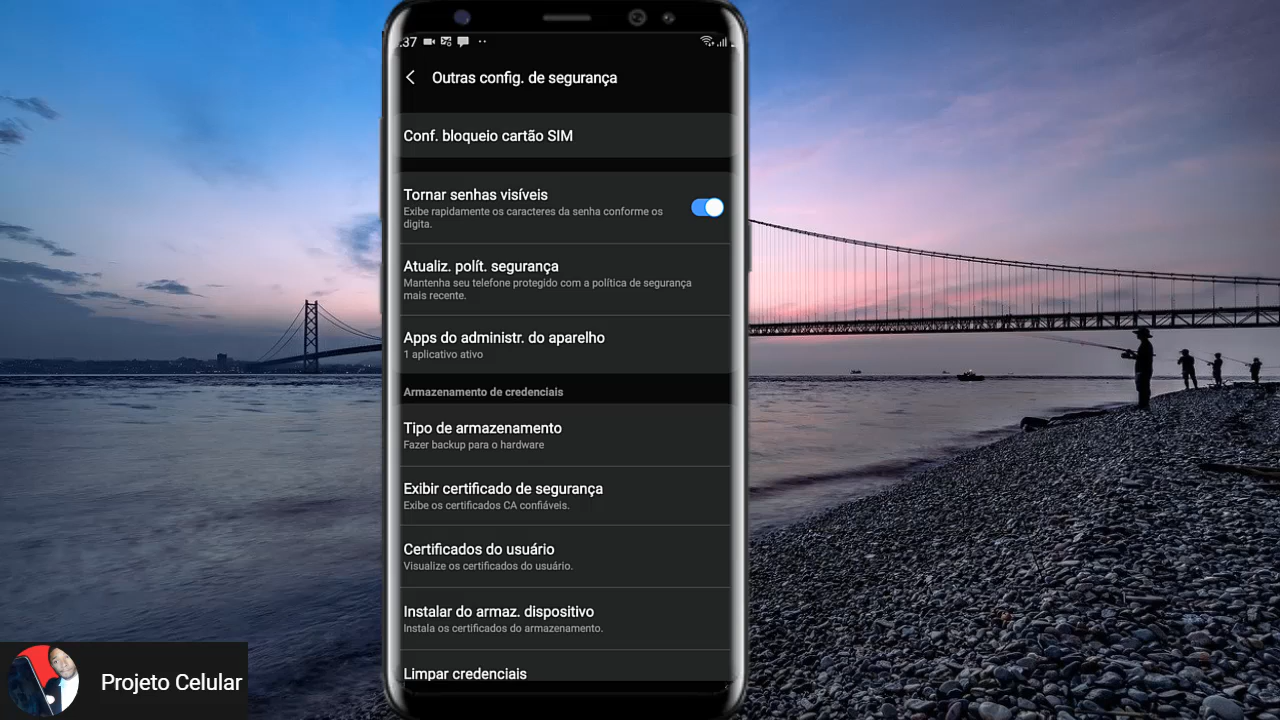 :37
Outras config. de segurança
Conf. bloqueio cartão SIM
Tornar senhas visíveis
Exibe rapidamente os caracteres da senha conforme os
digita.
Atualiz. polít. segurança
Mantenha seu telefone protegido com a política de segurança
mais recente.
Apps do administr. do aparelho
1 aplicativo ativo
Armazenamento de credenciais
Tipo de armazenamento
Fazer backup para o hardware
Exibir certificado de segurança
Exibe os certificados CA confiáveis.
Certificados do usuário
Visualize os certificados do usuário.
Instalar do armaz. dispositivo
Instala os certificados do armazenamento.
Limpar credenciais
Projeto Celular